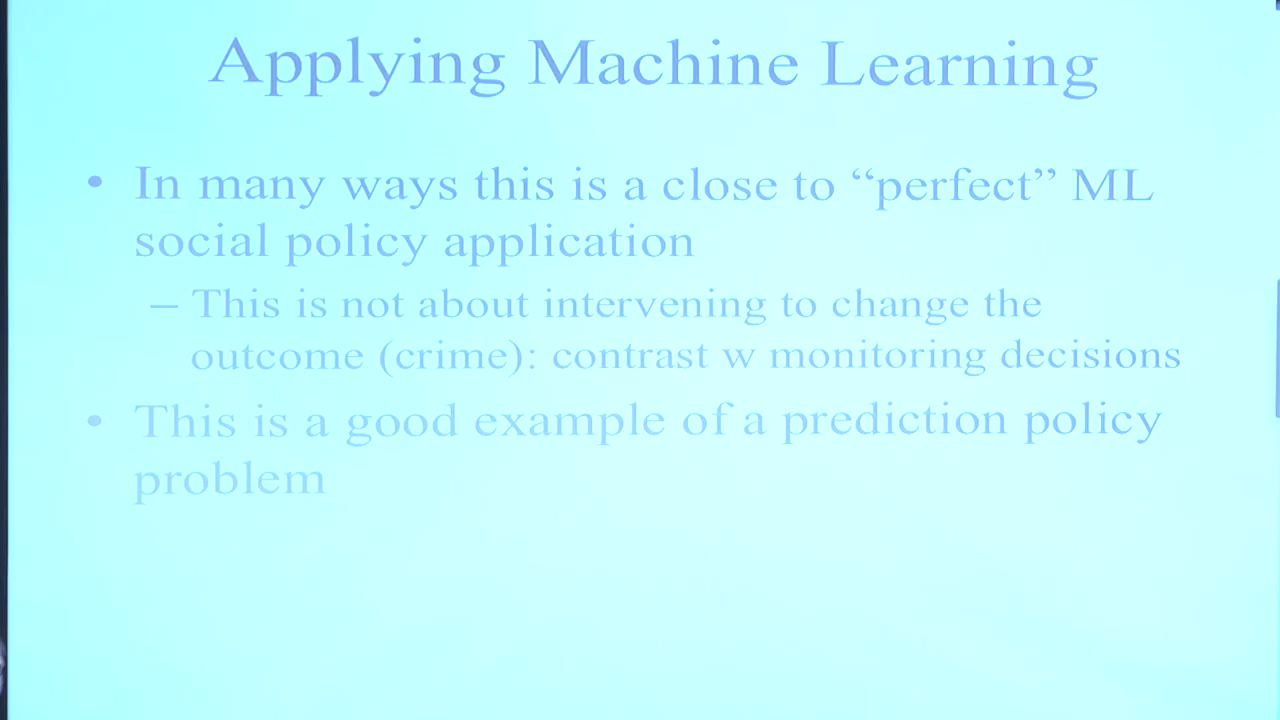 Applying Machine Learning
• In many ways this is a close to “perfect” ML
social policy application
– This is not about intervening to change the
outcome (crime): contrast w monitoring decisions
• This is a good example of a prediction policy
problem